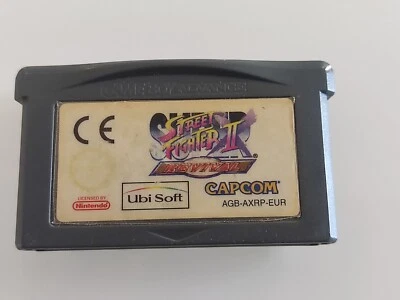 GAME BOY ADVANCE
CE
SUPER
STREET
FIGHTER II
REVIVAL
LICENSED BY
Nintendo
Ubi Soft
CAPCOM
AGB-AXRP-EUR